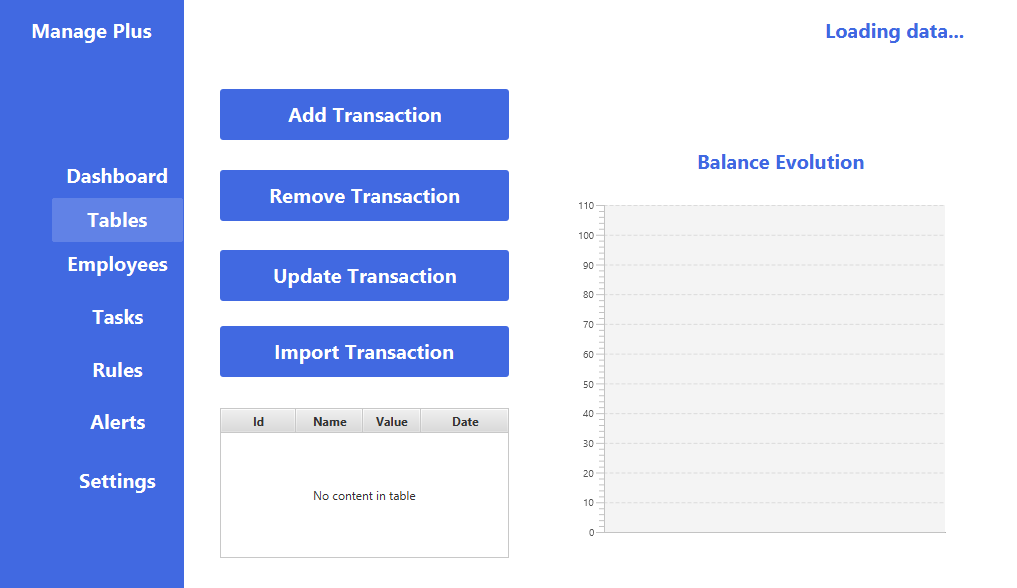 Manage Plus
Loading data...
Dashboard
Tables
Employees
Tasks
Rules
Alerts
Settings
Add Transaction
Remove Transaction
Update Transaction
Import Transaction
Id Name Value Date
No content in table
Balance Evolution
110
100
90
80
70
60
50
40
30
20
10
0